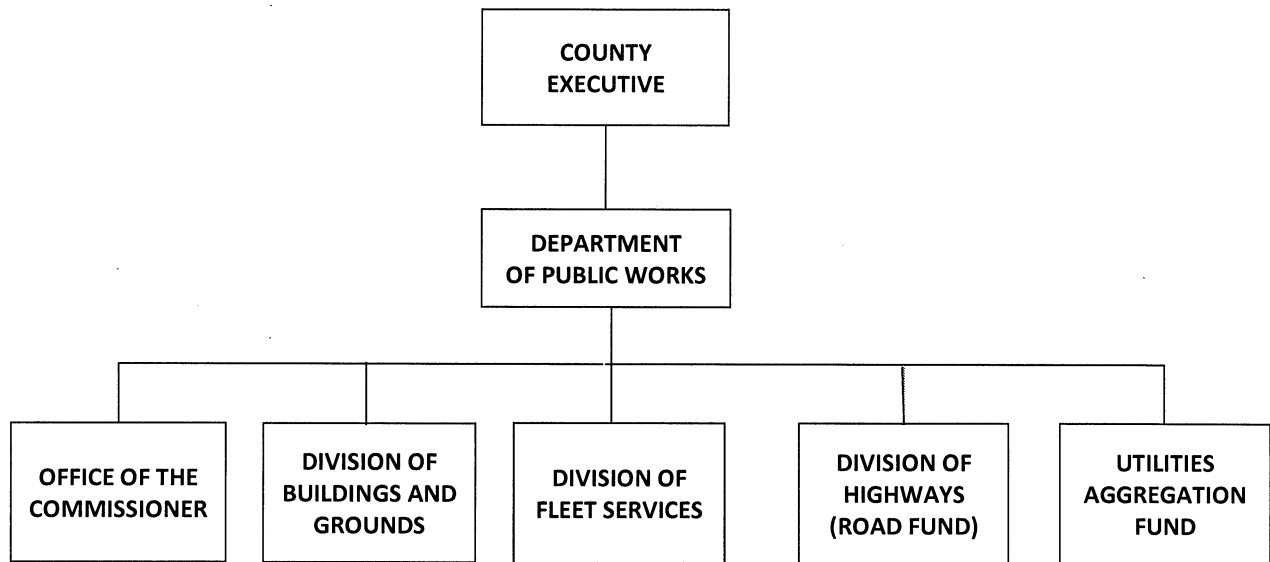 COUNTY
EXECUTIVE
DEPARTMENT
OF PUBLIC WORKS
OFFICE OF THE
COMMISSIONER
DIVISION OF
BUILDINGS AND
GROUNDS
DIVISION OF
FLEET SERVICES
DIVISION OF
HIGHWAYS
(ROAD FUND)
UTILITIES
AGGREGATION
FUND